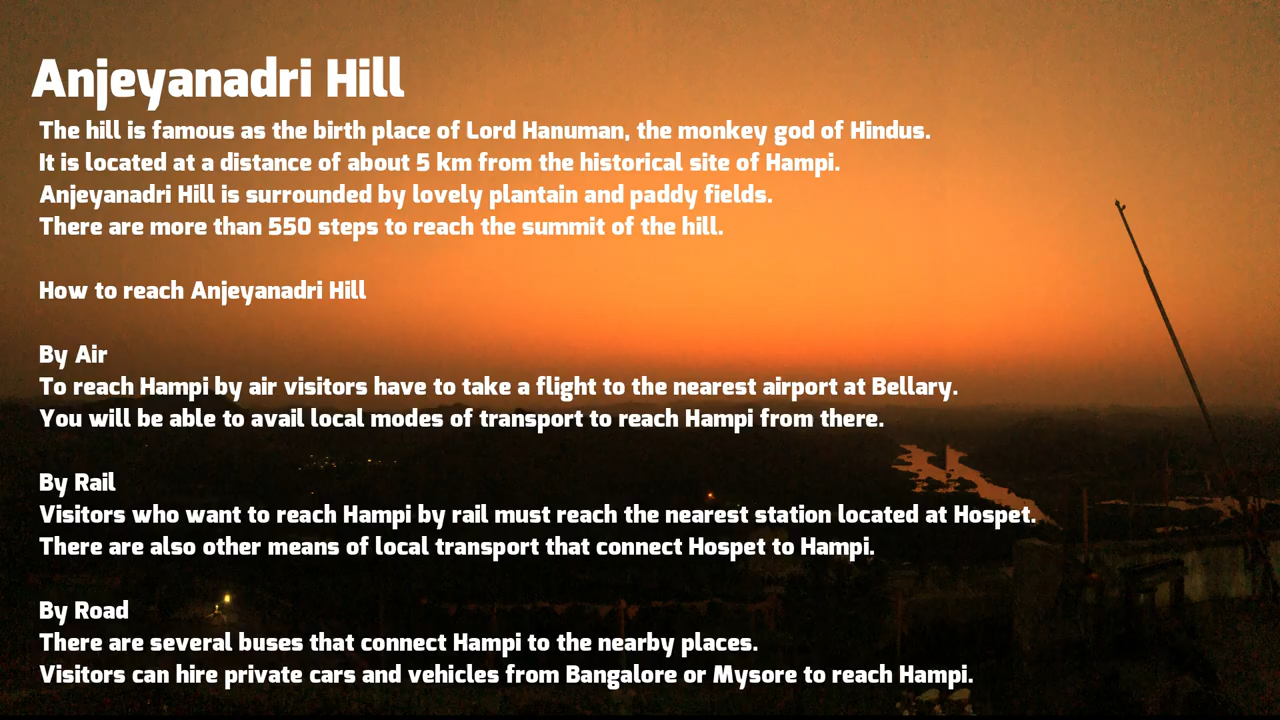 Anjeyanadri Hill
The hill is famous as the birth place of Lord Hanuman, the monkey god of Hindus.
It is located at a distance of about 5 km from the historical site of Hampi.
Anjeyanadri Hill is surrounded by lovely plantain and paddy fields.
There are more than 550 steps to reach the summit of the hill.
How to reach Anjeyanadri Hill
By Air
To reach Hampi by air visitors have to take a flight to the nearest airport at Bellary.
You will be able to avail local modes of transport to reach Hampi from there.
By Rail
Visitors who want to reach Hampi by rail must reach the nearest station located at Hospet.
There are also other means of local transport that connect Hospet to Hampi.
By Road
There are several buses that connect Hampi to the nearby places.
Visitors can hire private cars and vehicles from Bangalore or Mysore to reach Hampi.